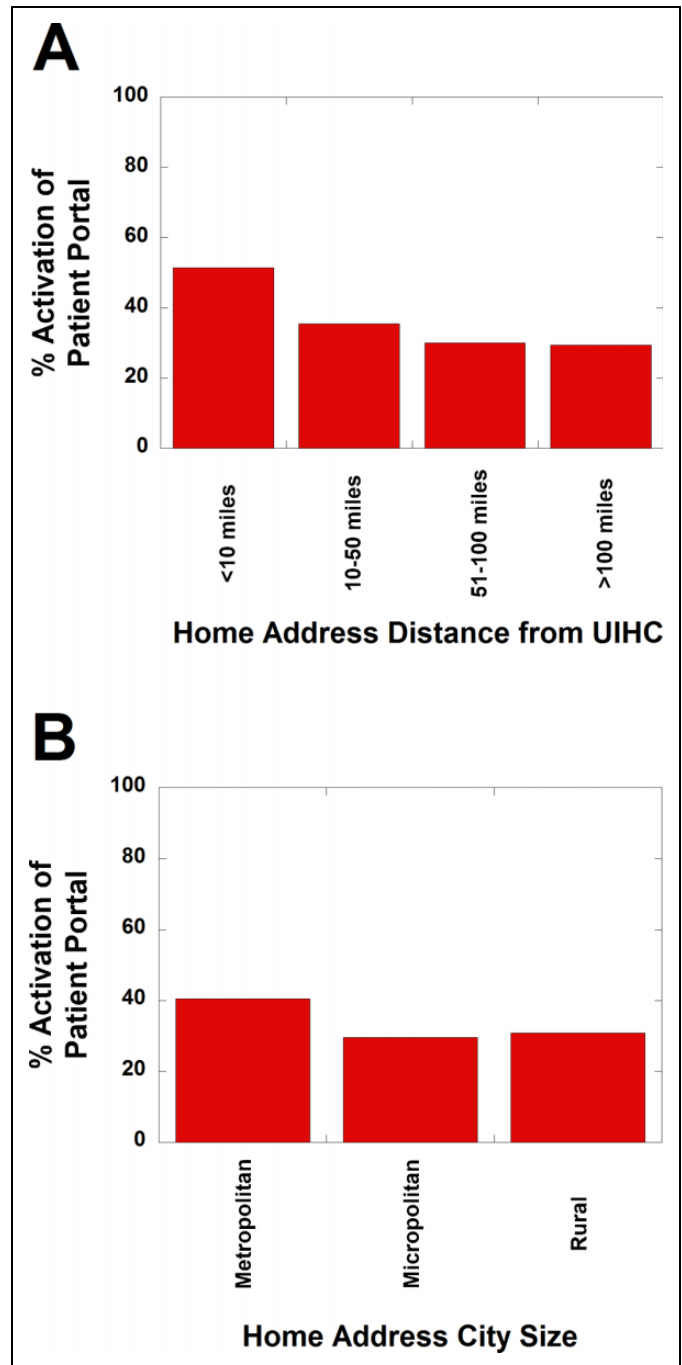 A
100
80
60
40
20
0
% Activation of
Patient Portal
<10 miles
10-50 miles
51-100 miles
>100 miles
Home Address Distance from UIHC
B
100
80
60
40
20
0
% Activation of
Patient Portal
Metropolitan
Micropolitan
Rural
Home Address City Size